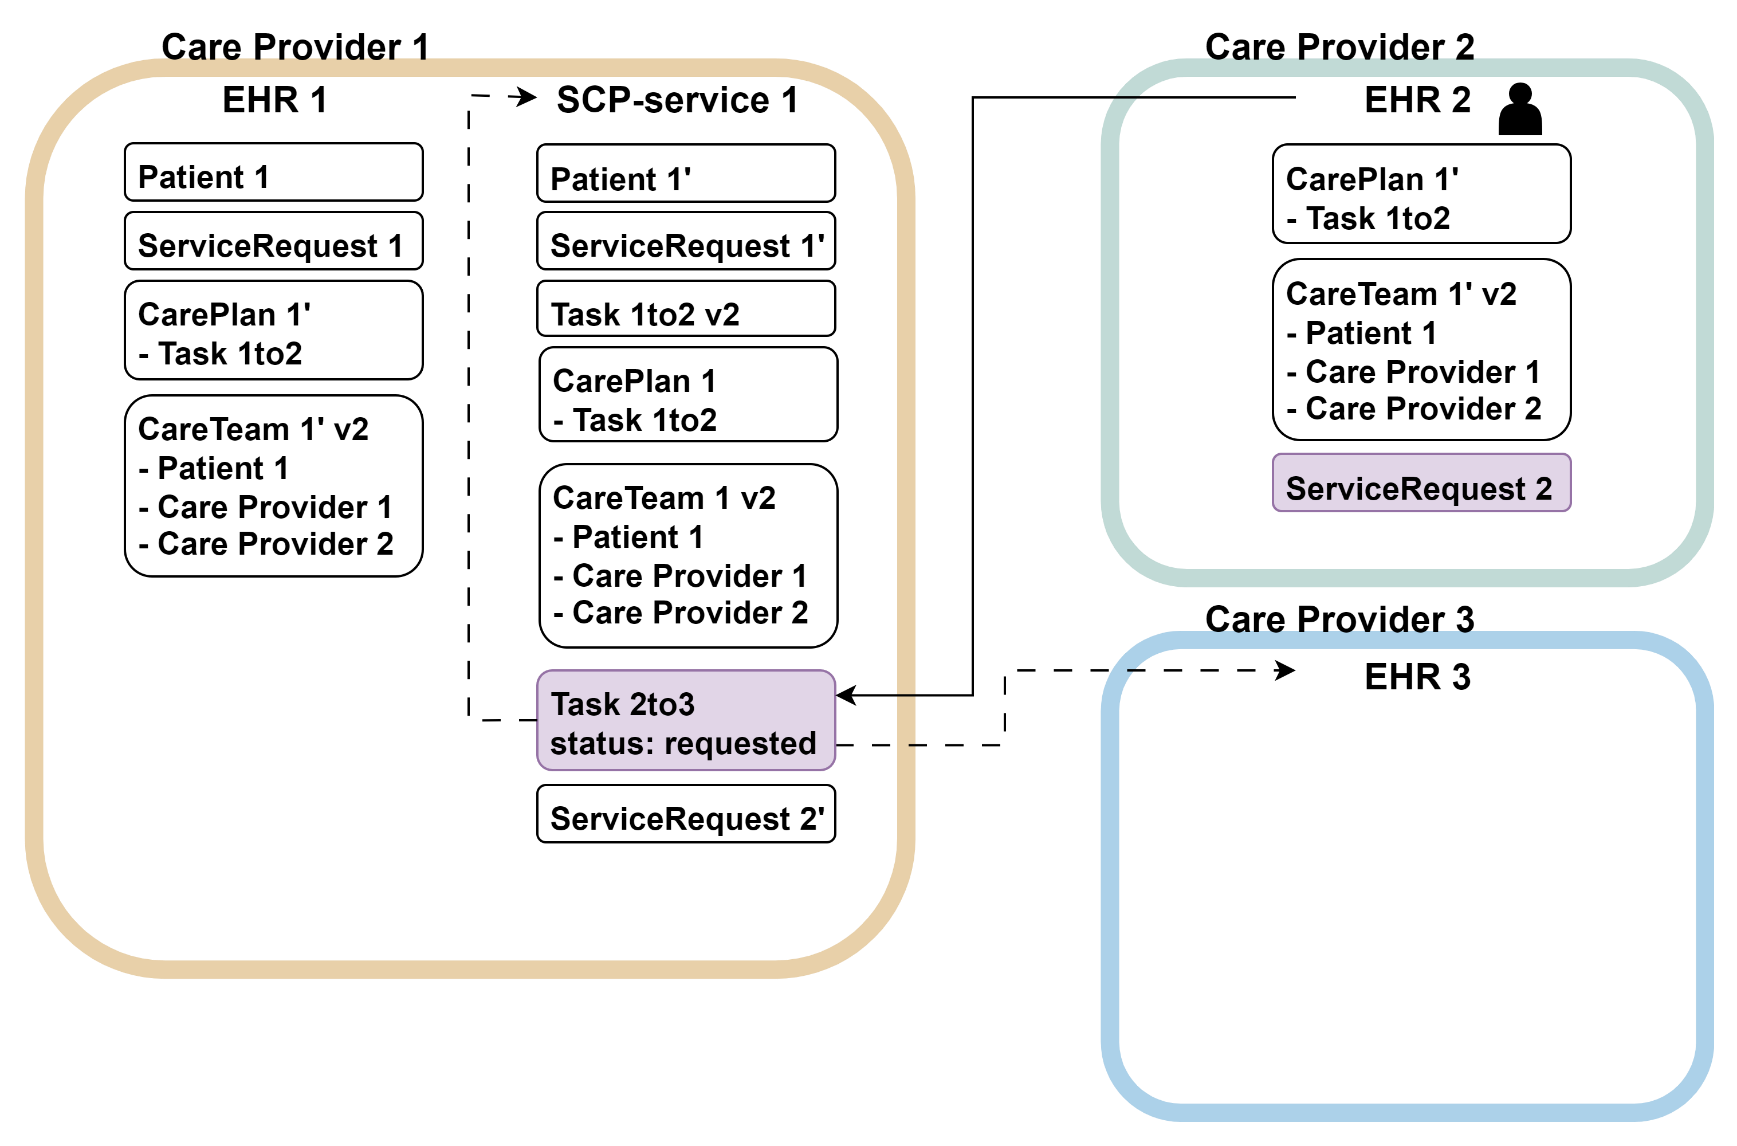 Care Provider 1
EHR 1
Patient 1
ServiceRequest 1
CarePlan 1'
- Task 1to2
CareTeam 1' v2
- Patient 1
- Care Provider 1
- Care Provider 2
SCP-service 1
Patient 1'
ServiceRequest 1'
Task 1to2 v2
CarePlan 1
- Task 1to2
CareTeam 1 v2
- Patient 1
- Care Provider 1
- Care Provider 2
Task 2to3
status: requested
ServiceRequest 2'
Care Provider 2
EHR 2
CarePlan 1'
- Task 1to2
CareTeam 1' v2
- Patient 1
- Care Provider 1
- Care Provider 2
ServiceRequest 2
Care Provider 3
EHR 3